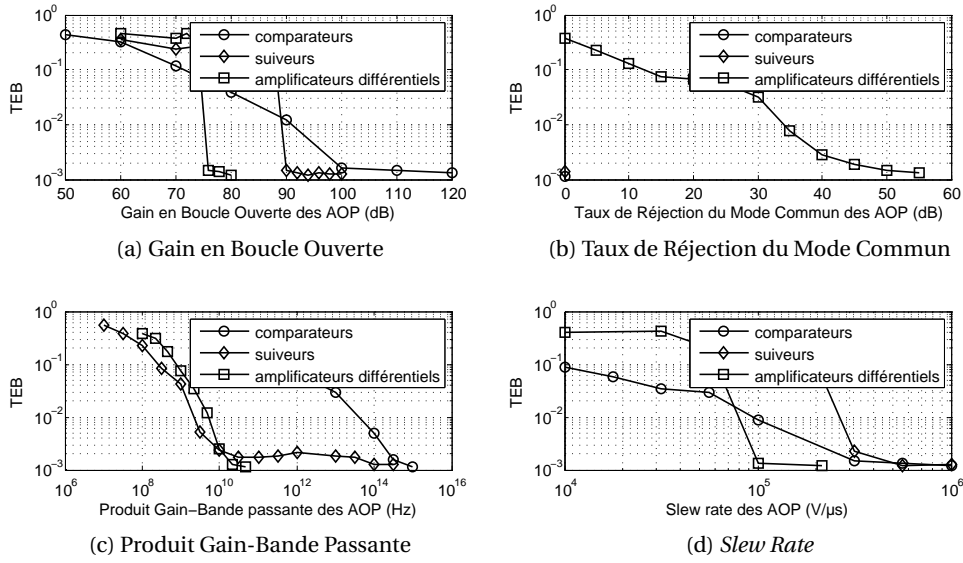 10^0
10^-1
10^-2
10^-3
TEB
comparateurs
suiveurs
amplificateurs différentiels
50 60 70 80 90 100 110 120
Gain en Boucle Ouverte des AOP (dB)
(a) Gain en Boucle Ouverte
10^0
10^-1
10^-2
10^-3
TEB
comparateurs
suiveurs
amplificateurs différentiels
0 10 20 30 40 50 60
Taux de Réjection du Mode Commun des AOP (dB)
(b) Taux de Réjection du Mode Commun
10^0
10^-1
10^-2
10^-3
TEB
comparateurs
suiveurs
amplificateurs différentiels
10^6 10^8 10^10 10^12 10^14 10^16
Produit Gain−Bande passante des AOP (Hz)
(c) Produit Gain-Bande Passante
10^0
10^-1
10^-2
10^-3
TEB
comparateurs
suiveurs
amplificateurs différentiels
10^4 10^5 10^6
Slew rate des AOP (V/µs)
(d) Slew Rate